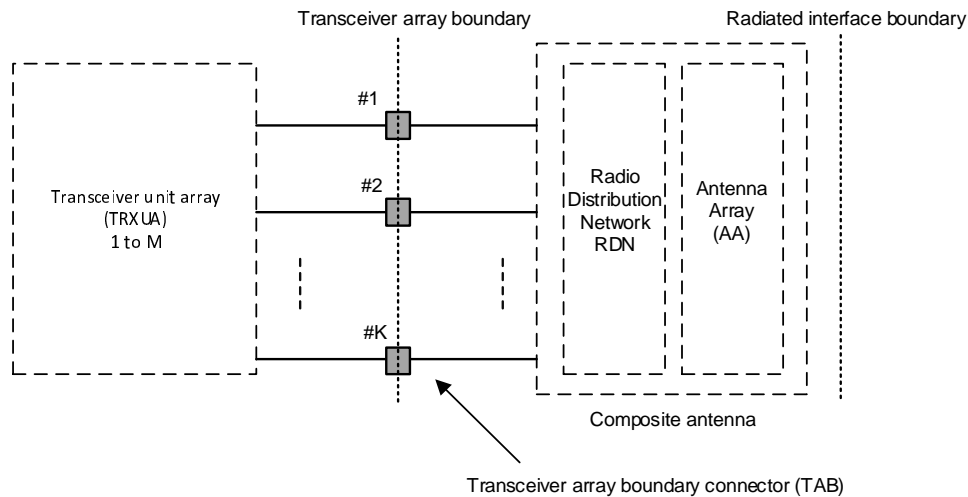 Transceiver array boundary
Radiated interface boundary
#1
#2
#K
Transceiver unit array
(TRXUA)
1 to M
Radio
Distribution
Network
RDN
Antenna
Array
(AA)
Composite antenna
Transceiver array boundary connector (TAB)